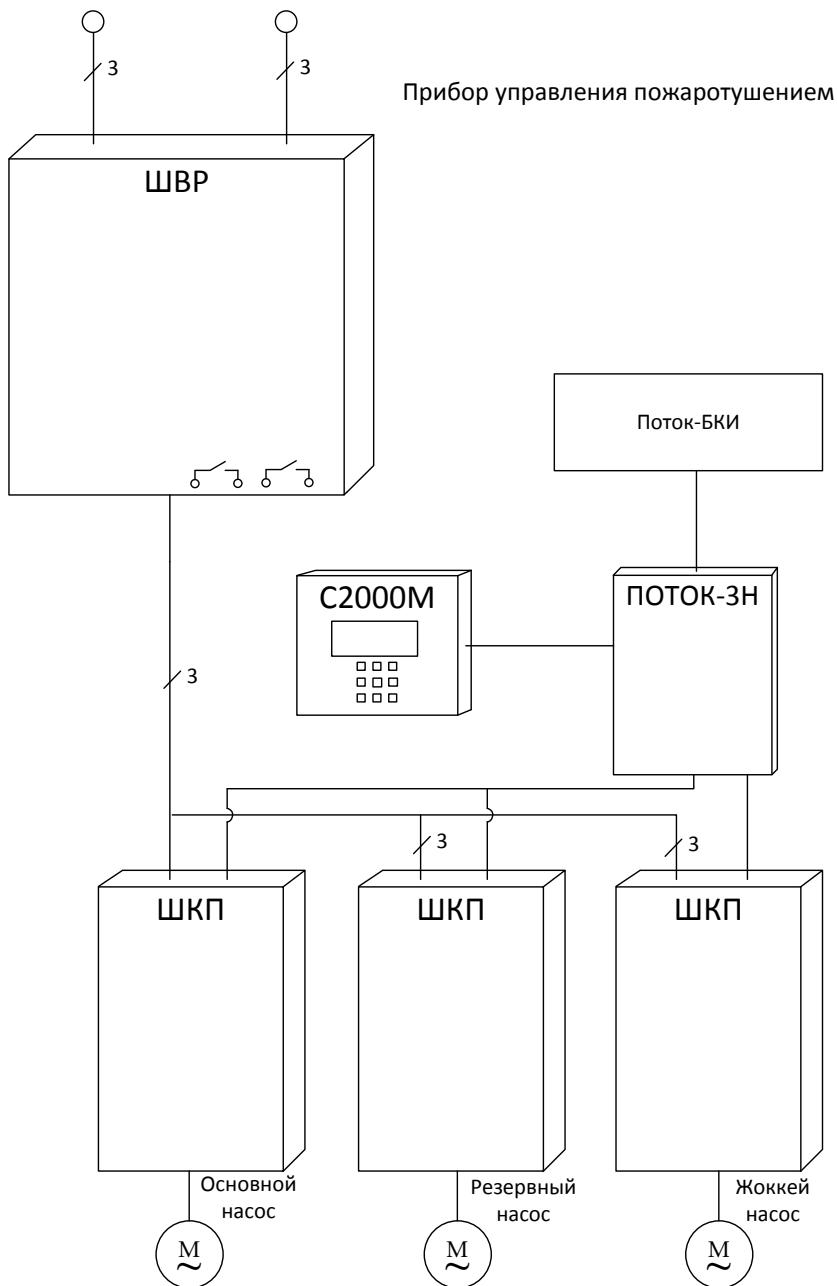 3
3
Прибор управления пожаротушением
ШВР
Поток-БКИ
С2000М
ПОТОК-3Н
3
3
3
ШКП
ШКП
ШКП
Основной
насос
Резервный
насос
Жоккей
насос
М
~
М
~
М
~